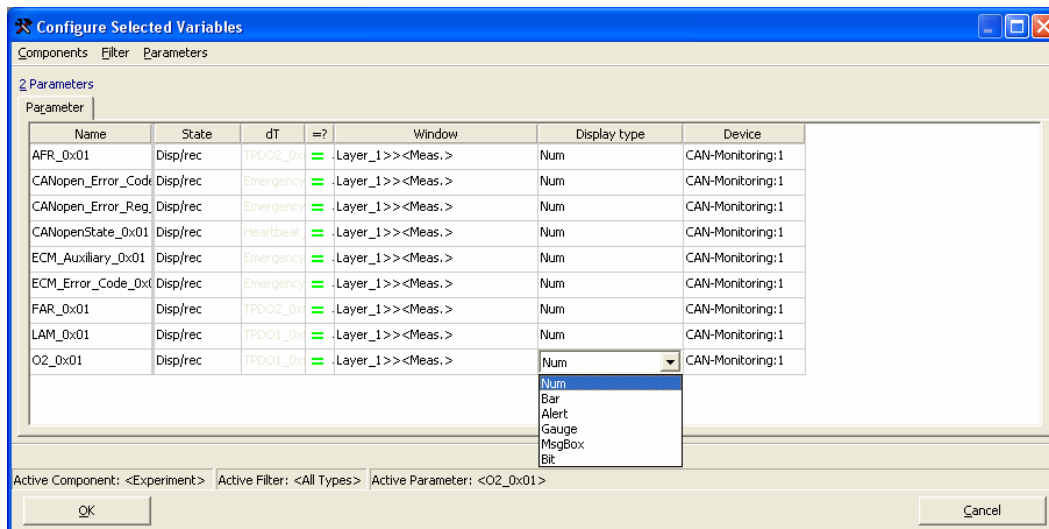 Configure Selected Variables
Components Filter Parameters
2 Parameters
Parameter
Name State dT =? Window Display type Device
AFR_0x01 Disp/rec TPDO2_0x .Layer_1>><Meas.> Num CAN-Monitoring:1
CANopen_Error_Code Disp/rec Emergency .Layer_1>><Meas.> Num CAN-Monitoring:1
CANopen_Error_Reg_ Disp/rec Emergency .Layer_1>><Meas.> Num CAN-Monitoring:1
CANopenState_0x01 Disp/rec Heartbeat_ .Layer_1>><Meas.> Num CAN-Monitoring:1
ECM_Auxiliary_0x01 Disp/rec Emergency .Layer_1>><Meas.> Num CAN-Monitoring:1
ECM_Error_Code_0x0 Disp/rec Emergency .Layer_1>><Meas.> Num CAN-Monitoring:1
FAR_0x01 Disp/rec TPDO2_0x .Layer_1>><Meas.> Num CAN-Monitoring:1
LAM_0x01 Disp/rec TPDO1_0x .Layer_1>><Meas.> Num CAN-Monitoring:1
O2_0x01 Disp/rec TPDO1_0x .Layer_1>><Meas.> Num CAN-Monitoring:1
Num
Bar
Alert
Gauge
MsgBox
Bit
Active Component: <Experiment> Active Filter: <All Types> Active Parameter: <O2_0x01>
OK Cancel